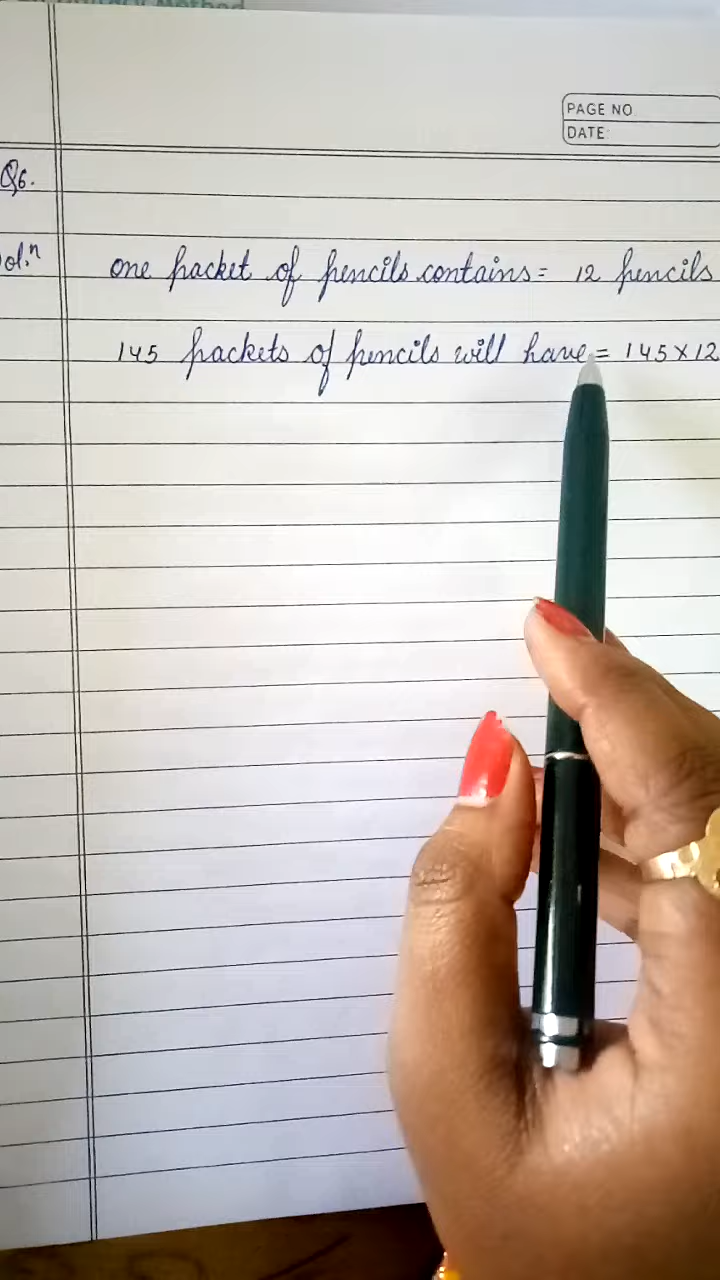 PAGE NO
DATE:
Q6.
one packet of pencils contains = 12 pencils
145 packets of pencils will have = 145 × 12